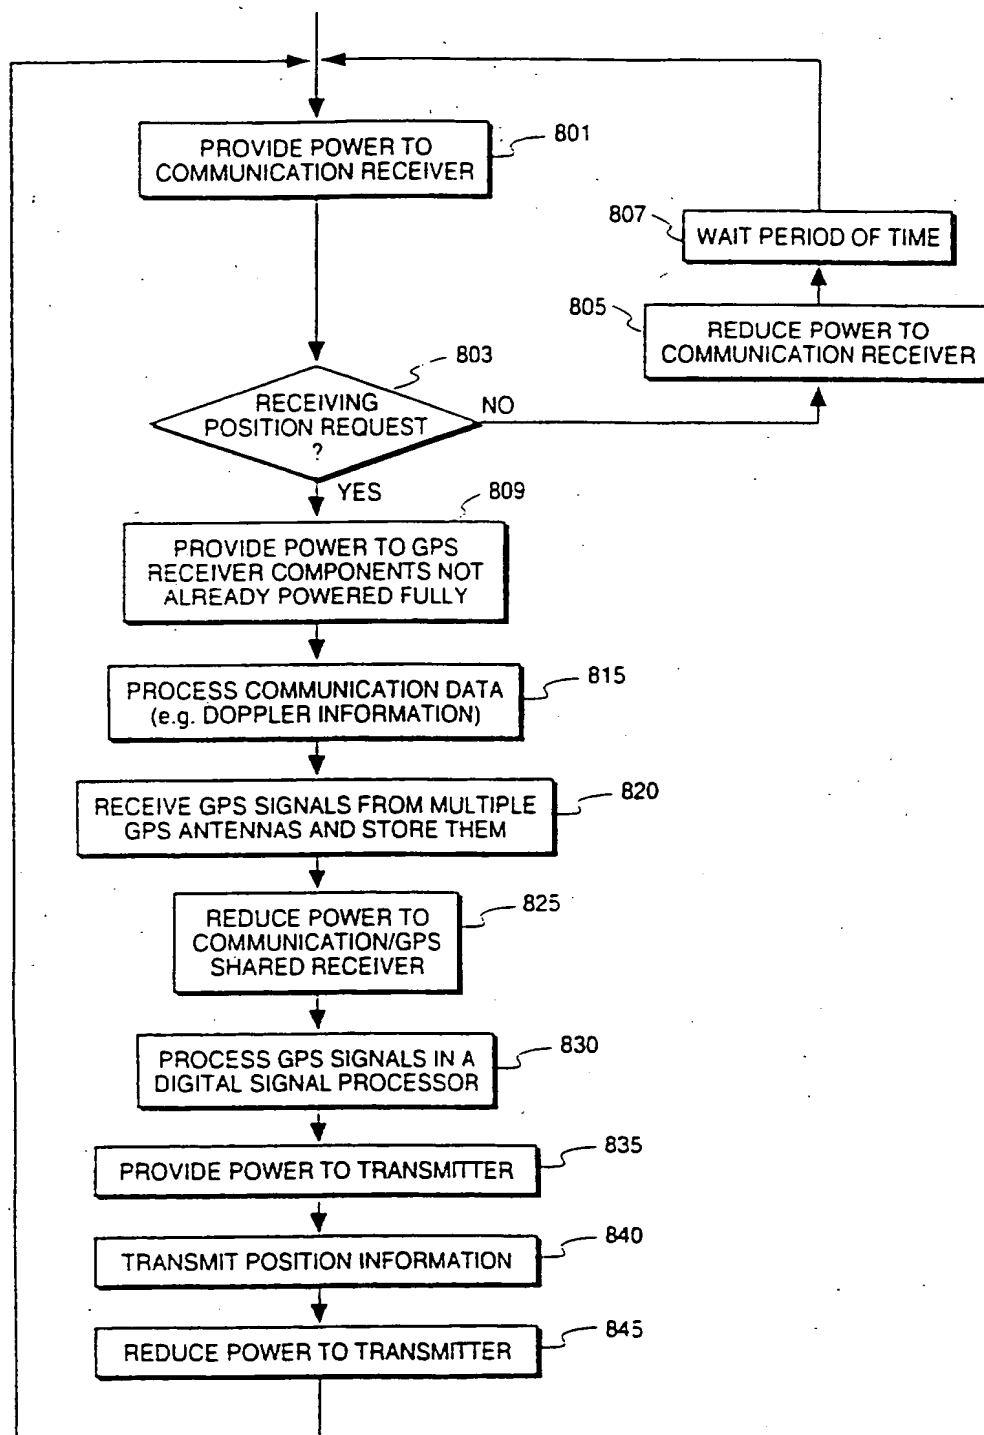 PROVIDE POWER TO
COMMUNICATION RECEIVER
801
807
WAIT PERIOD OF TIME
805
REDUCE POWER TO
COMMUNICATION RECEIVER
803
RECEIVING
POSITION REQUEST
?
NO
YES
809
PROVIDE POWER TO GPS
RECEIVER COMPONENTS NOT
ALREADY POWERED FULLY
815
PROCESS COMMUNICATION DATA
(e.g. DOPPLER INFORMATION)
820
RECEIVE GPS SIGNALS FROM MULTIPLE
GPS ANTENNAS AND STORE THEM
825
REDUCE POWER TO
COMMUNICATION/GPS
SHARED RECEIVER
830
PROCESS GPS SIGNALS IN A
DIGITAL SIGNAL PROCESSOR
835
PROVIDE POWER TO TRANSMITTER
840
TRANSMIT POSITION INFORMATION
845
REDUCE POWER TO TRANSMITTER